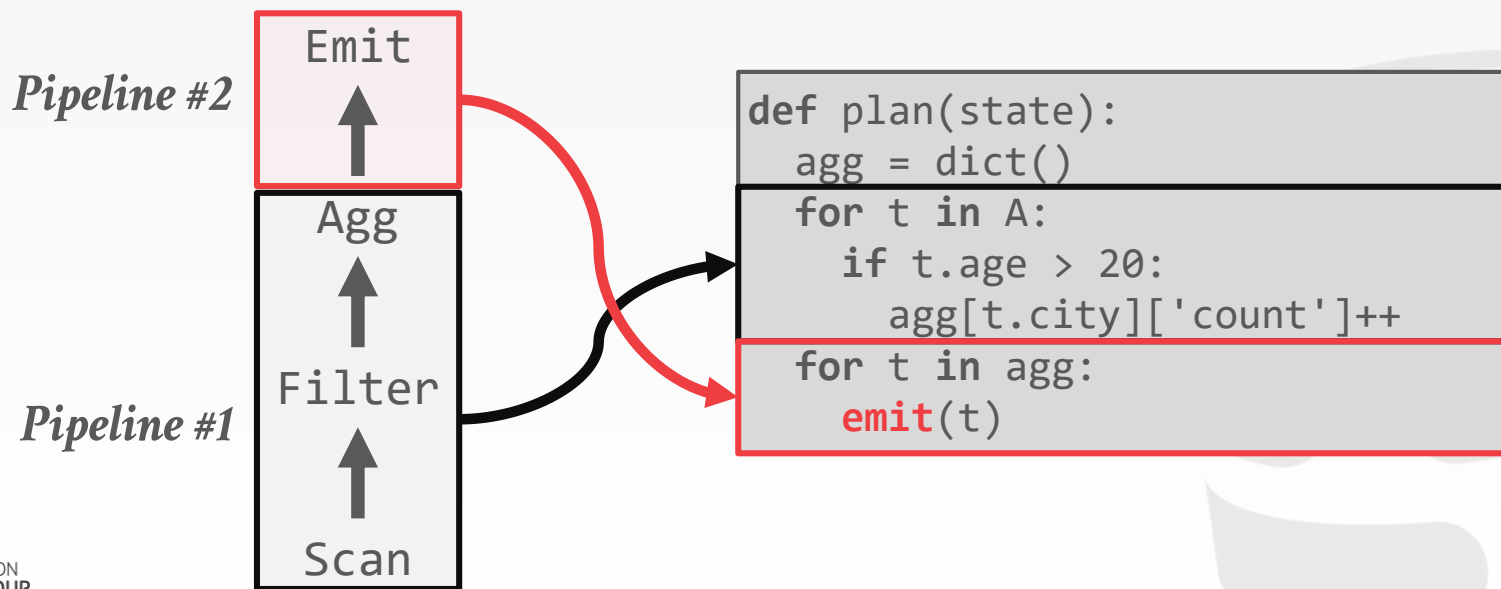 Pipeline #2
Emit
Agg
Filter
Pipeline #1
Scan
def plan(state):
  agg = dict()
  for t in A:
    if t.age > 20:
      agg[t.city]['count']++
  for t in agg:
    emit(t)